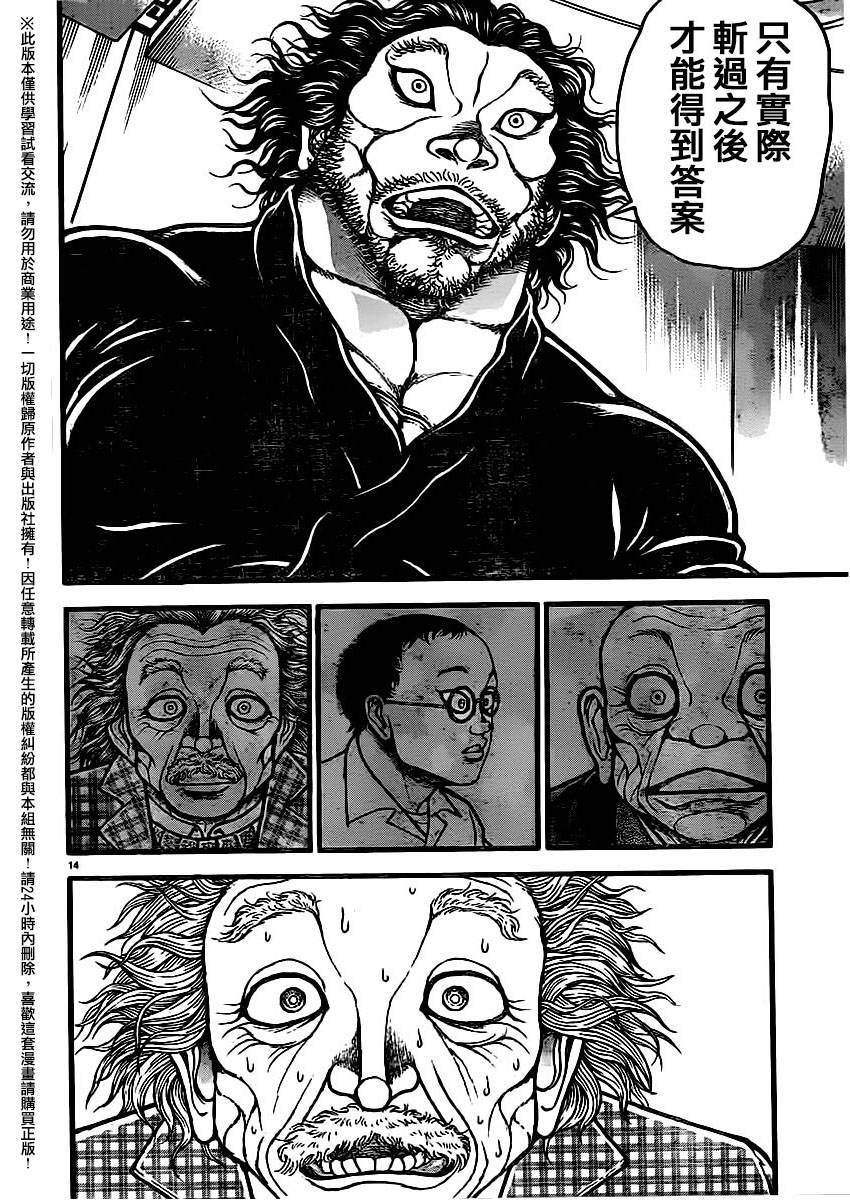 只有實際
斬過之後
才能得到答案
※此版本僅供學習試看交流，請勿用於商業用途！一切版權歸原作者與出版社擁有！因任意轉載所產生的版權糾紛都與本組無關！請24小時內刪除，喜歡這套漫畫請購買正版！
14